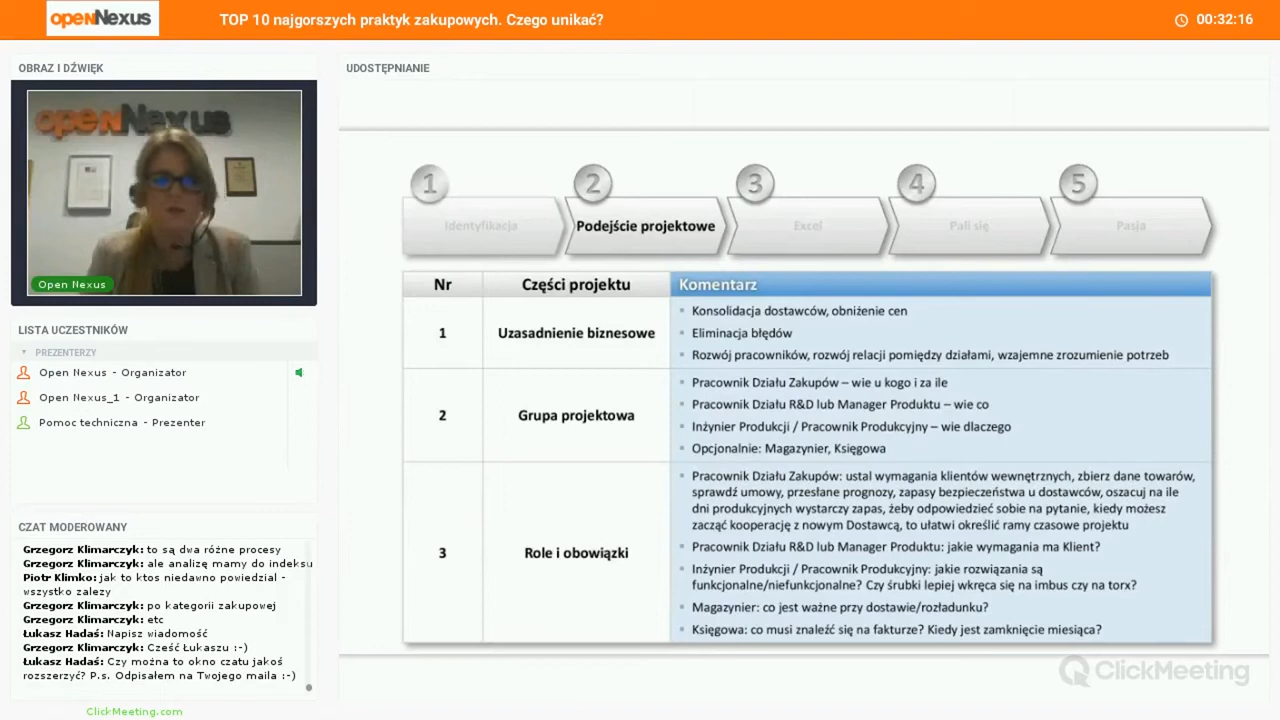 openNexus
TOP 10 najgorszych praktyk zakupowych. Czego unikać?
00:32:16
OBRAZ I DŹWIĘK
openNexus
Open Nexus
LISTA UCZESTNIKÓW
PREZENTERZY
Open Nexus - Organizator
Open Nexus_1 - Organizator
Pomoc techniczna - Prezenter
CZAT MODEROWANY
Grzegorz Klimarczyk: to są dwa różne procesy
Grzegorz Klimarczyk: ale analizę mamy do indeksu
Piotr Klimko: jak to ktos niedawno powiedzial -
wszystko zalezy
Grzegorz Klimarczyk: po kategorii zakupowej
Grzegorz Klimarczyk: etc
Łukasz Hadaś: Napisz wiadomość
Grzegorz Klimarczyk: Cześć Łukaszu :-)
Łukasz Hadaś: Czy można to okno czatu jakoś
rozszerzyć? P.s. Odpisałem na Twojego maila :-)
ClickMeeting.com
UDOSTĘPNIANIE
1 2 3 4 5
Identyfikacja Podejście projektowe Excel Pali się Pasja
Nr Części projektu Komentarz
1 Uzasadnienie biznesowe
Konsolidacja dostawców, obniżenie cen
Eliminacja błędów
Rozwój pracowników, rozwój relacji pomiędzy działami, wzajemne zrozumienie potrzeb
2 Grupa projektowa
Pracownik Działu Zakupów – wie u kogo i za ile
Pracownik Działu R&D lub Manager Produktu – wie co
Inżynier Produkcji / Pracownik Produkcyjny – wie dlaczego
Opcjonalnie: Magazynier, Księgowa
3 Role i obowiązki
Pracownik Działu Zakupów: ustal wymagania klientów wewnętrznych, zbierz dane towarów,
sprawdź umowy, przesłane prognozy, zapasy bezpieczeństwa u dostawców, oszacuj na ile
dni produkcyjnych wystarczy zapas, żeby odpowiedzieć sobie na pytanie, kiedy możesz
zacząć kooperację z nowym Dostawcą, to ułatwi określić ramy czasowe projektu
Pracownik Działu R&D lub Manager Produktu: jakie wymagania ma Klient?
Inżynier Produkcji / Pracownik Produkcyjny: jakie rozwiązania są
funkcjonalne/niefunkcjonalne? Czy śrubki lepiej wkręca się na imbus czy na torx?
Magazynier: co jest ważne przy dostawie/rozładunku?
Księgowa: co musi znaleźć się na fakturze? Kiedy jest zamknięcie miesiąca?
ClickMeeting